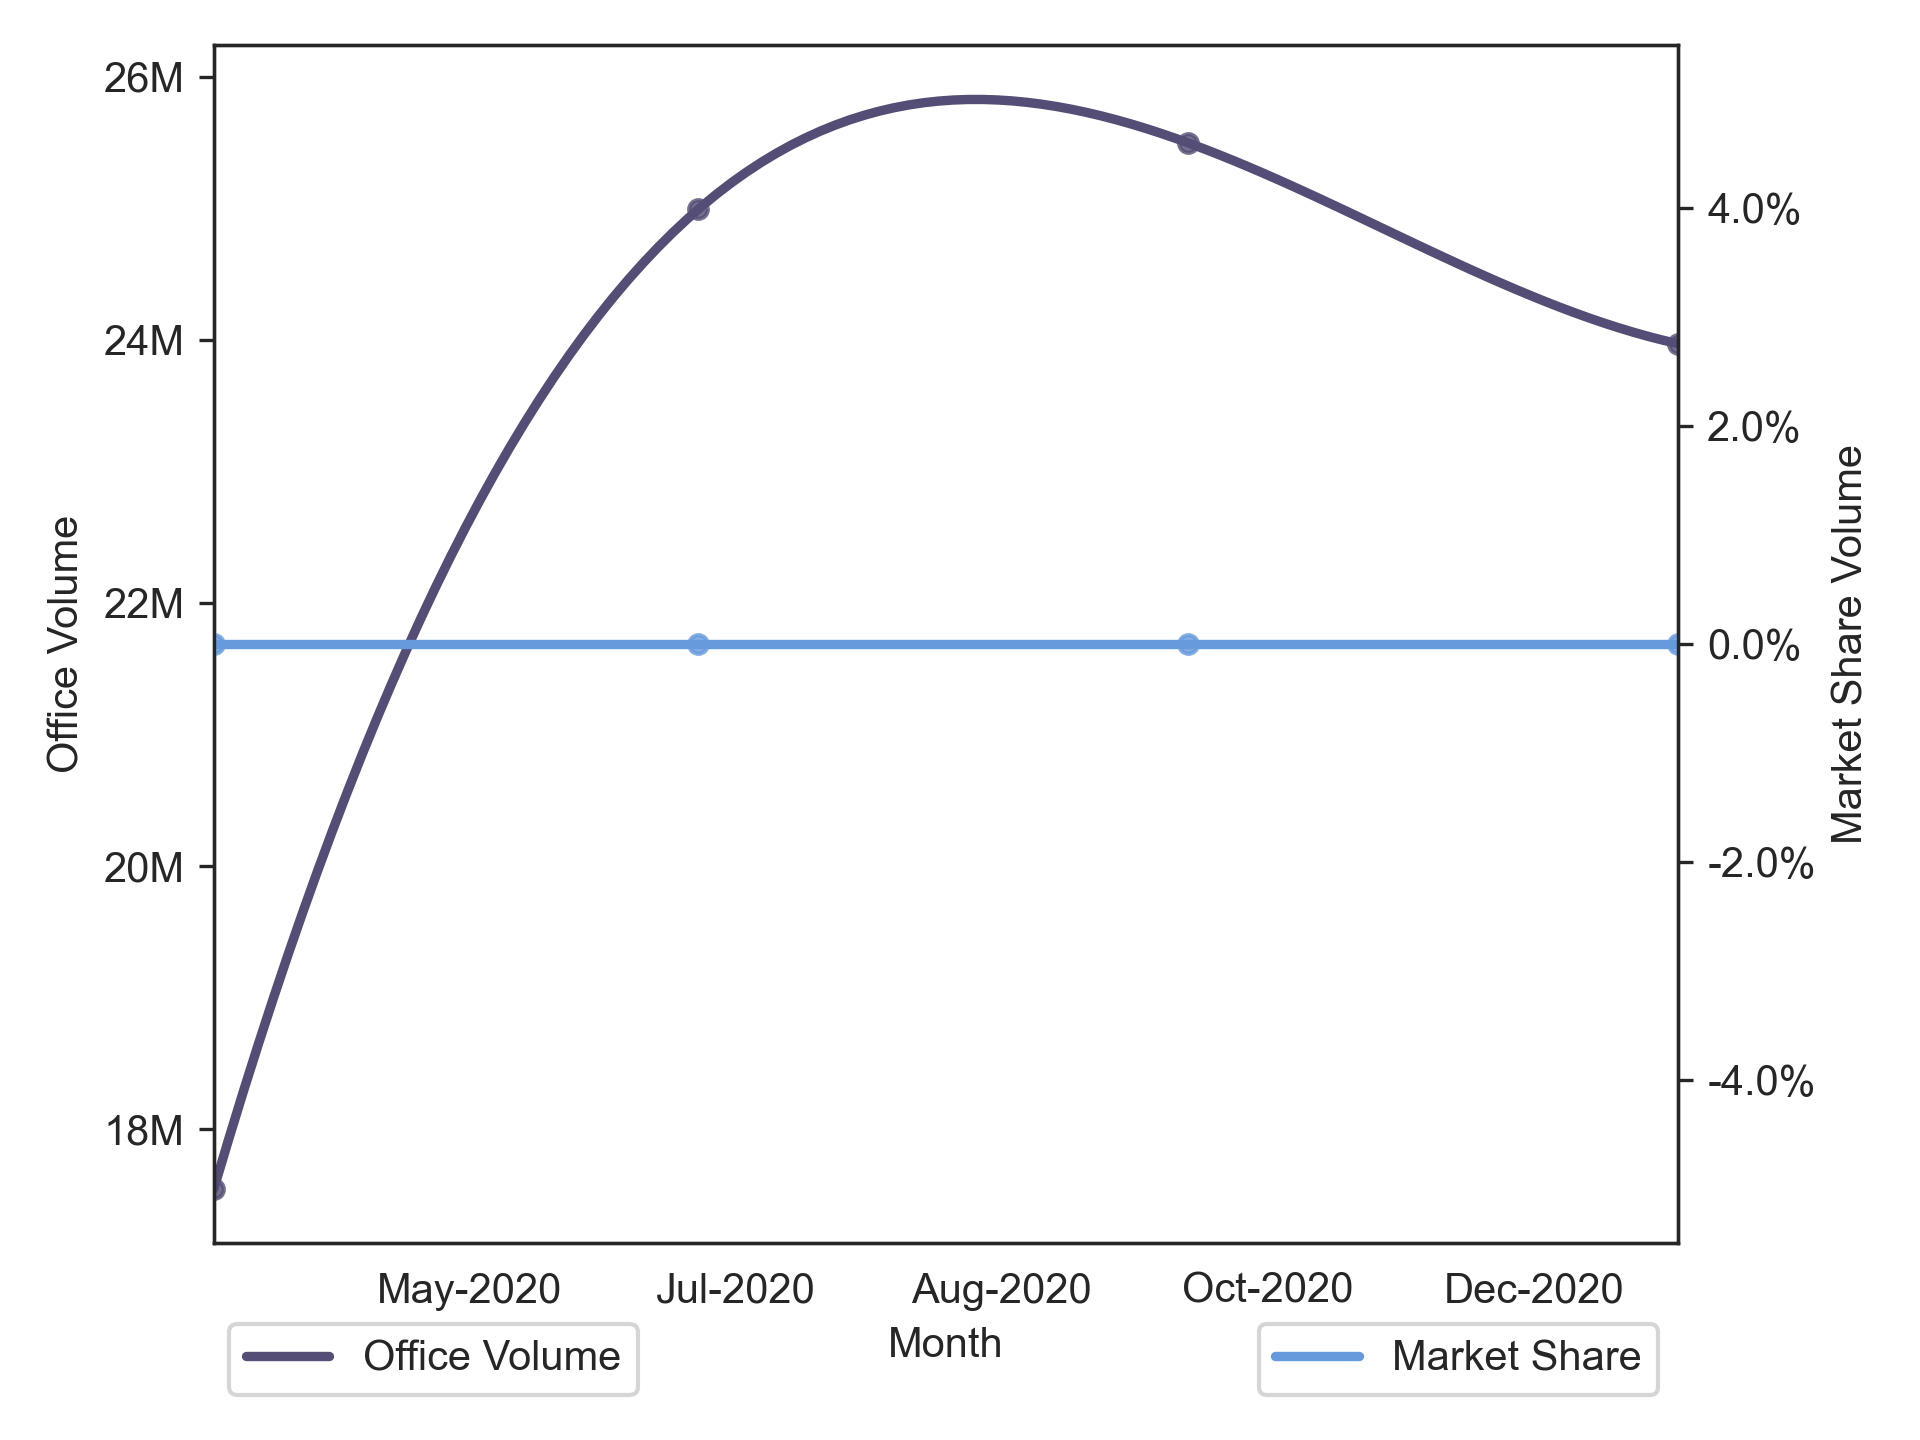 26M
24M
22M
20M
18M
Office Volume
4.0%
2.0%
0.0%
-2.0%
-4.0%
Market Share Volume
May-2020 Jul-2020 Aug-2020 Oct-2020 Dec-2020
Month
Office Volume
Market Share